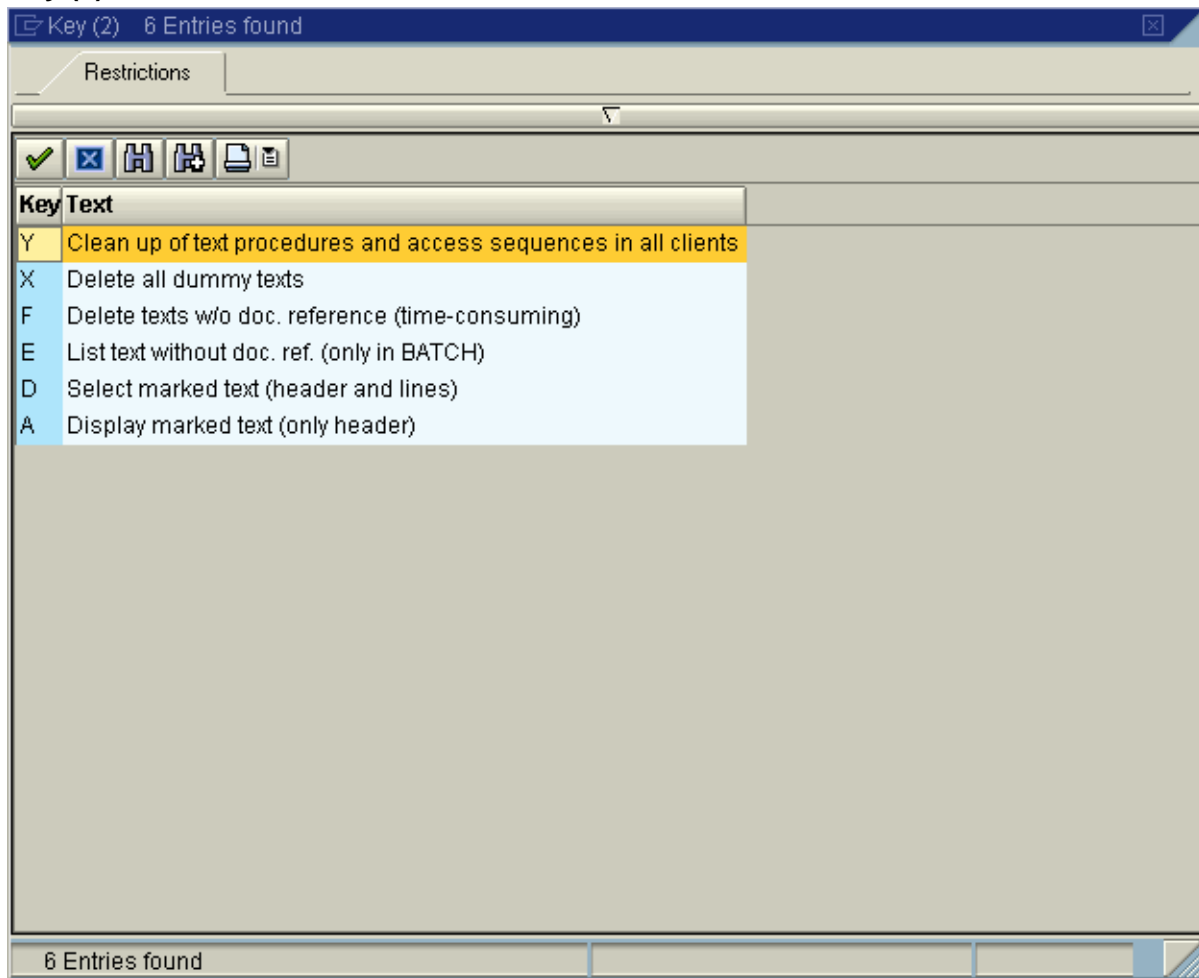 Key (2) 6 Entries found
Restrictions
Key Text
Y Clean up of text procedures and access sequences in all clients
X Delete all dummy texts
F Delete texts w/o doc. reference (time-consuming)
E List text without doc. ref. (only in BATCH)
D Select marked text (header and lines)
A Display marked text (only header)
6 Entries found